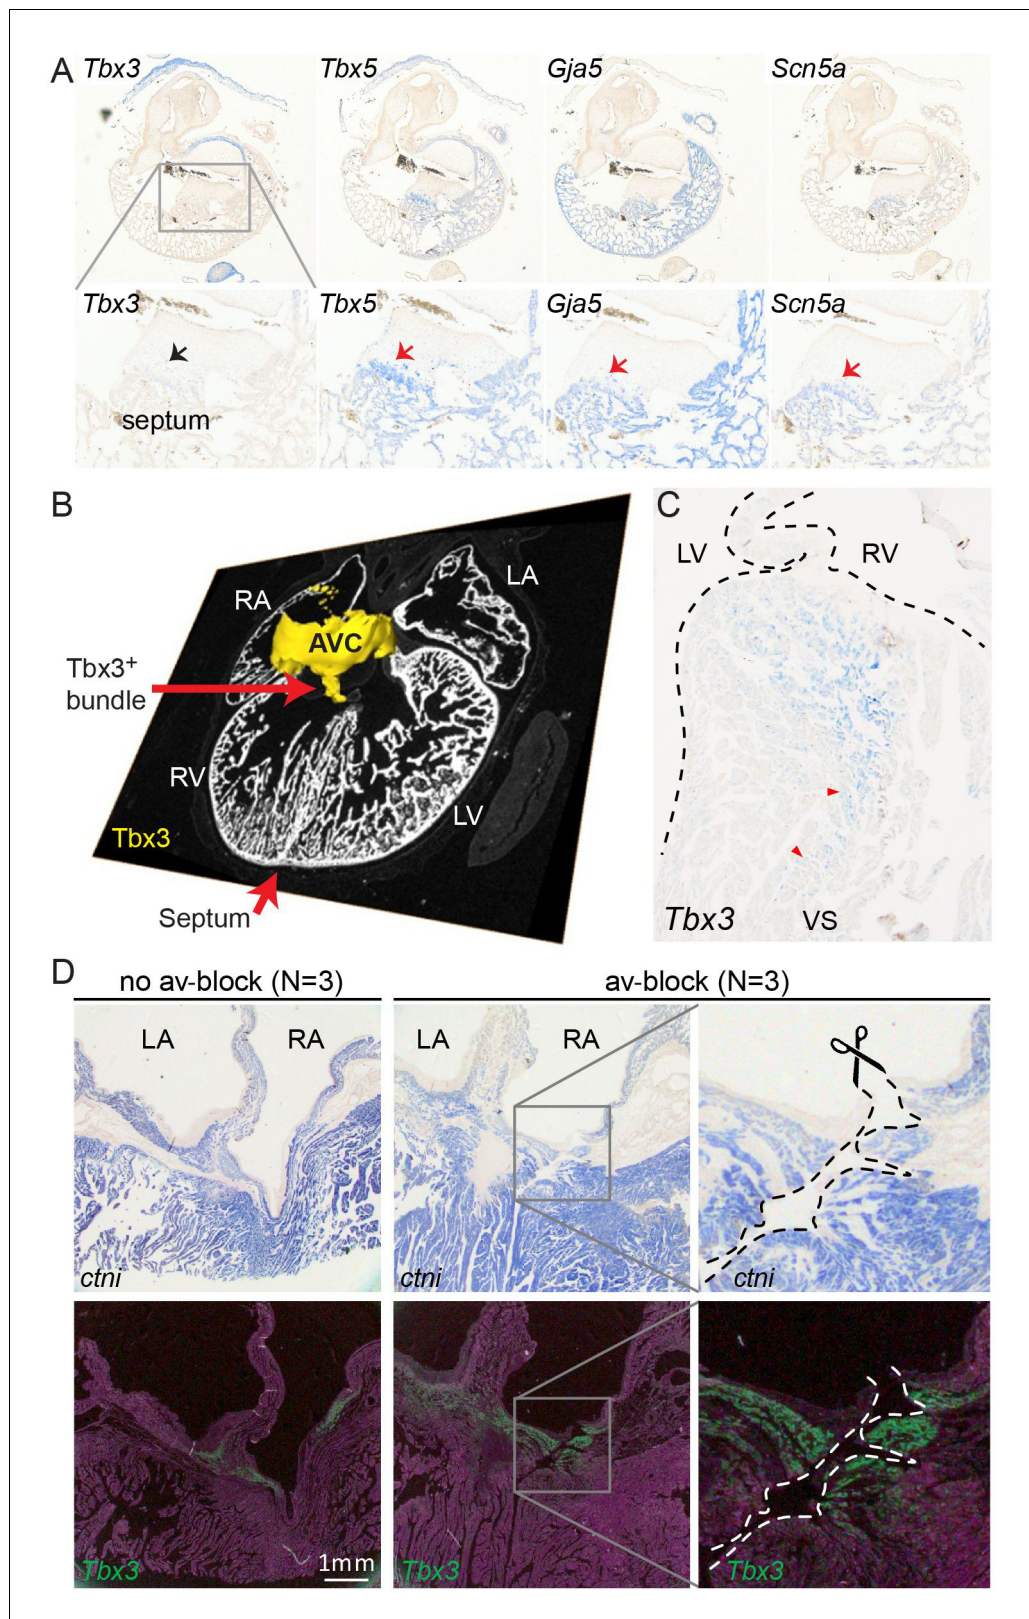 A
Tbx3
Tbx5
Gja5
Scn5a
Tbx3
Tbx5
Gja5
Scn5a
septum
B
RA
LA
AVC
Tbx3+
bundle
RV
LV
Tbx3
Septum
C
LV
RV
Tbx3
VS
D
no av-block (N=3)
av-block (N=3)
LA
RA
LA
RA
ctni
ctni
ctni
Tbx3
1mm
Tbx3
Tbx3